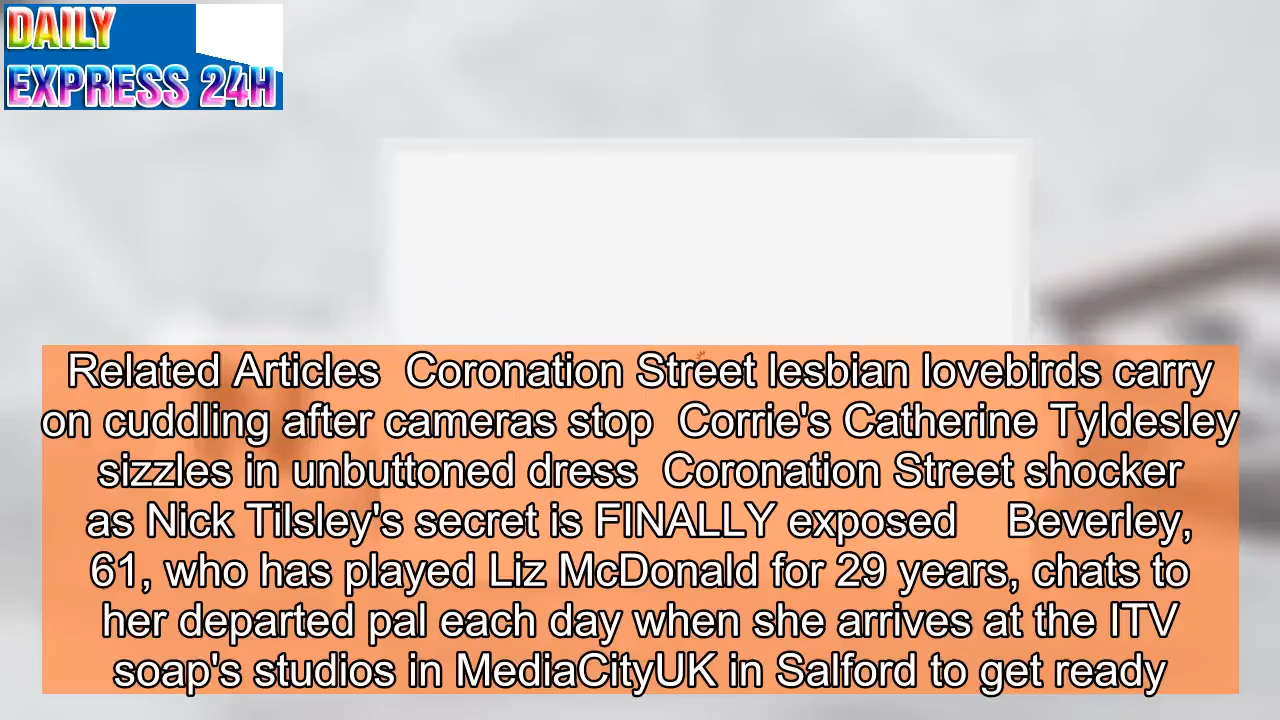 DAILY
EXPRESS 24H
Related Articles  Coronation Street lesbian lovebirds carry
on cuddling after cameras stop  Corrie's Catherine Tyldesley
sizzles in unbuttoned dress  Coronation Street shocker
as Nick Tilsley's secret is FINALLY exposed    Beverley,
61, who has played Liz McDonald for 29 years, chats to
her departed pal each day when she arrives at the ITV
soap's studios in MediaCityUK in Salford to get ready